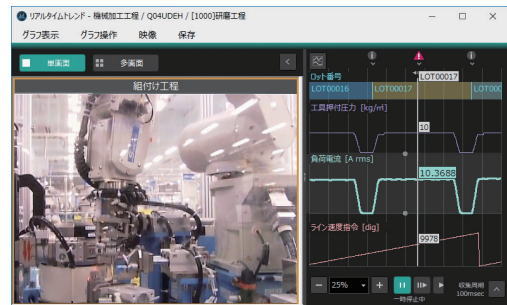 リアルタイムトレンド - 機械加工工程 / Q04UDEH / [1000]研磨工程
グラフ表示 グラフ操作 映像 保存
単画面 多画面
組付け工程
ロット番号
LOT00017
LOT00016 LOT00017 LOT000
工具押付圧力 [kg/㎡]
10
負荷電流 [A rms]
10.3688
ライン速度指令 [dig]
9978
25%
収集周期
100msec
一時停止中